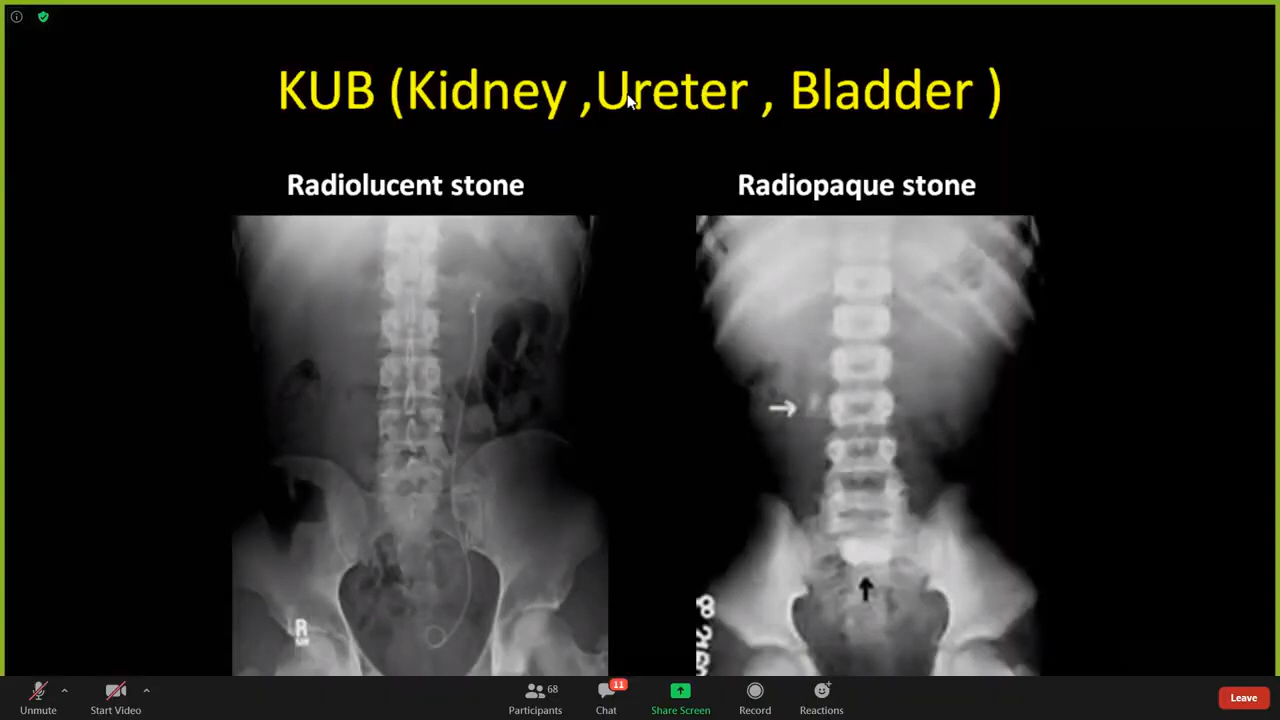 KUB (Kidney ,Ureter , Bladder )
Radiolucent stone
Radiopaque stone
R
68
11
Unmute
Start Video
Participants
Chat
Share Screen
Record
Reactions
Leave